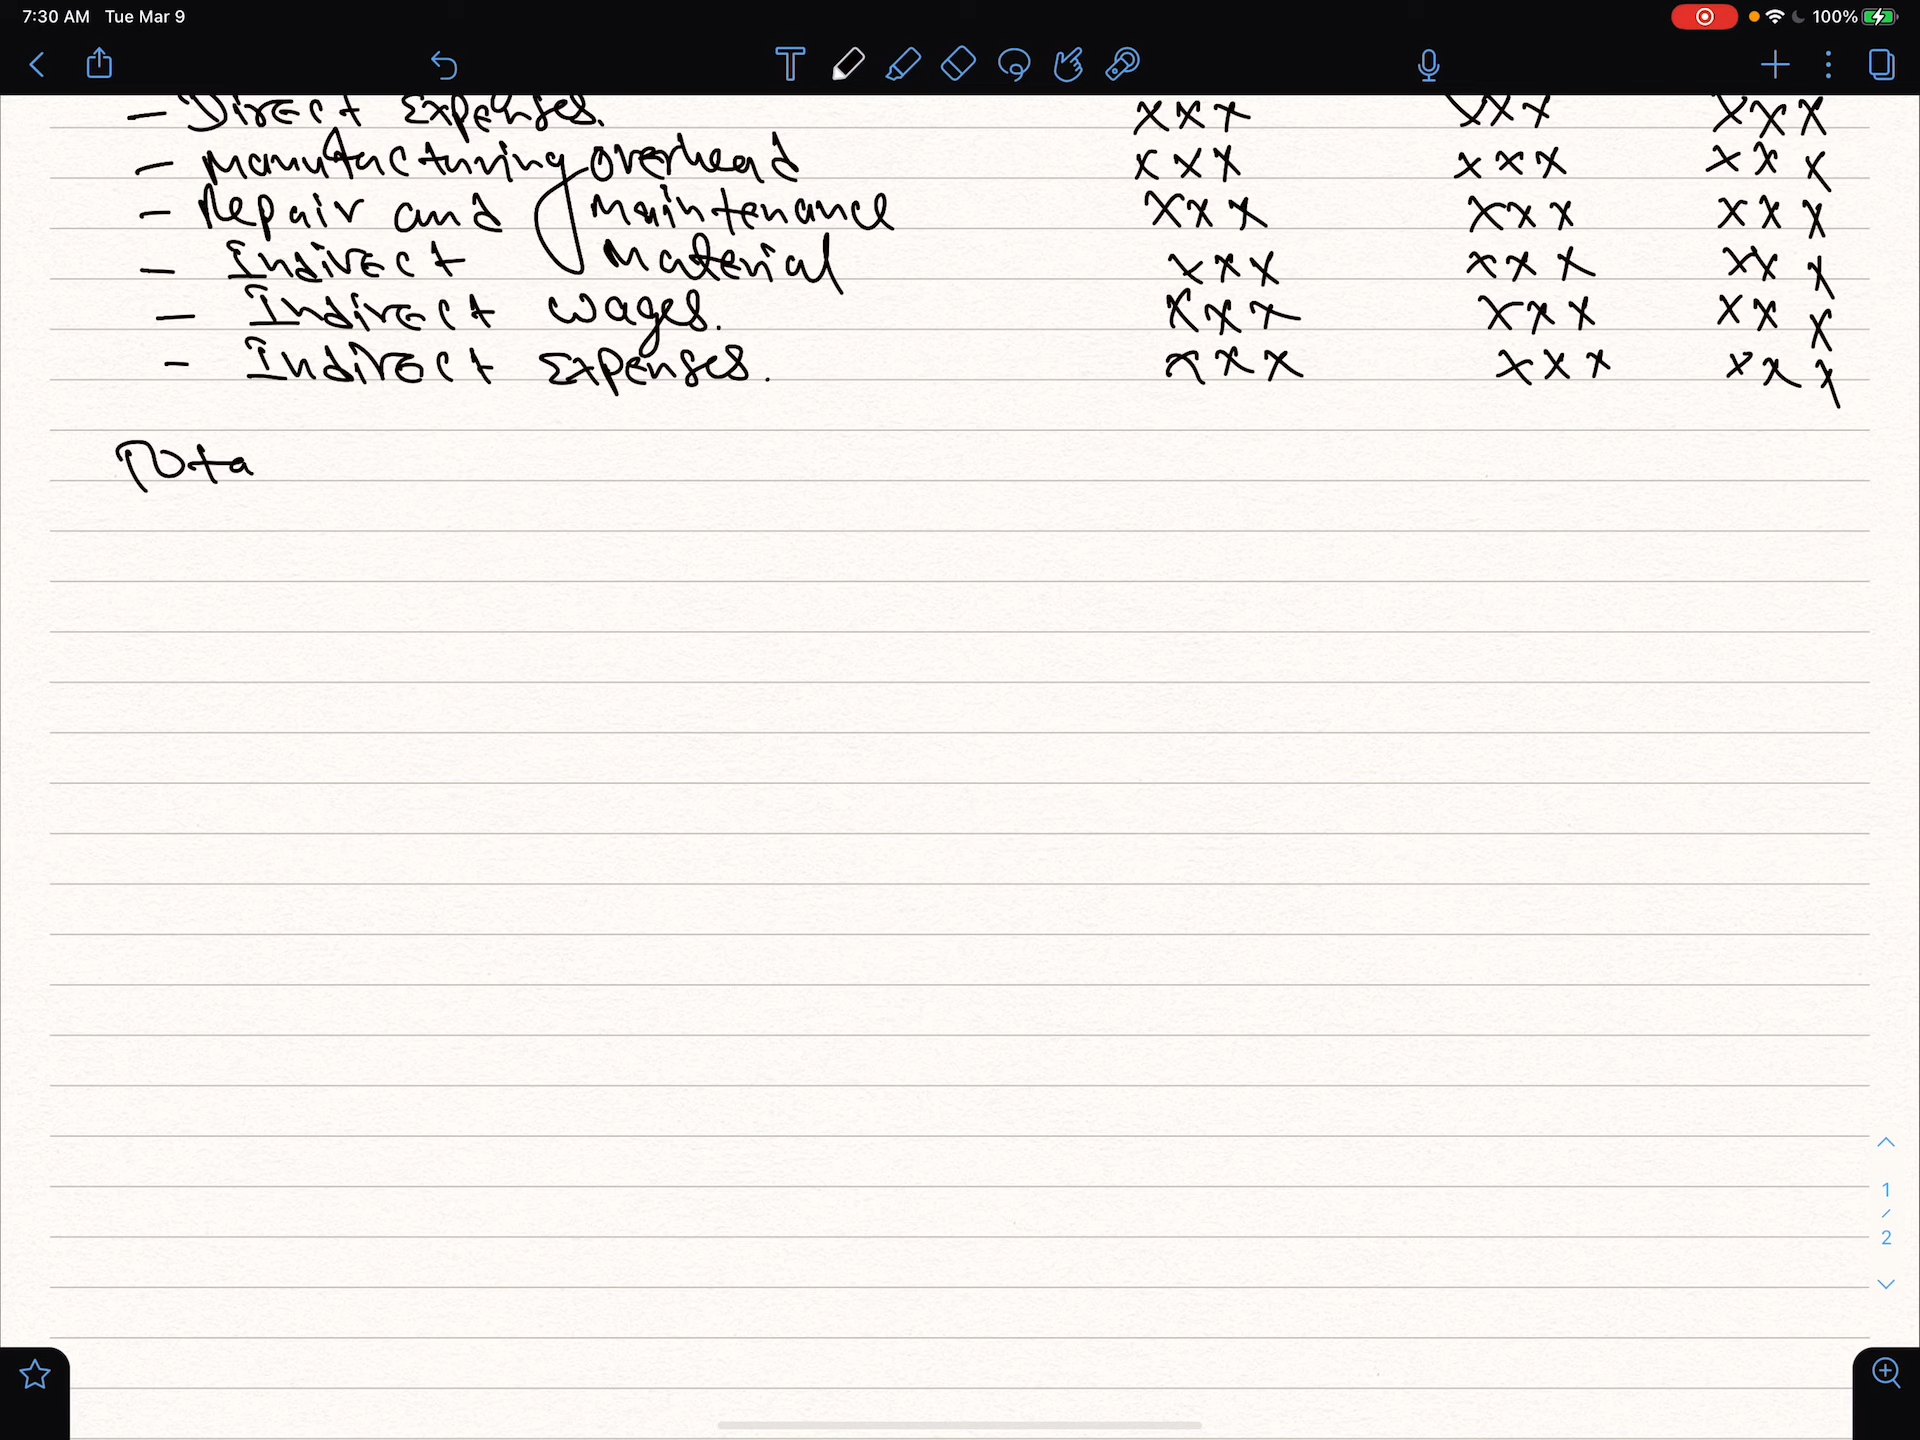 7:30 AM Tue Mar 9
100%
- Direct Expenses. xxx xxx xxx
- Manufacturing overhead xxx xxx xxx
- Repair and Maintenance xxx xxx xxx
- Indirect Material xxx xxx xxx
- Indirect wages. xxx xxx xxx
- Indirect Expenses. xxx xxx xxx
Tota
1
/
2